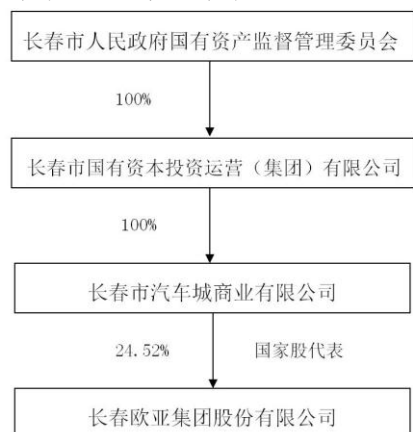 长春市人民政府国有资产监督管理委员会
100%
长春市国有资本投资运营（集团）有限公司
100%
长春市汽车城商业有限公司
24.52% 国家股代表
长春欧亚集团股份有限公司